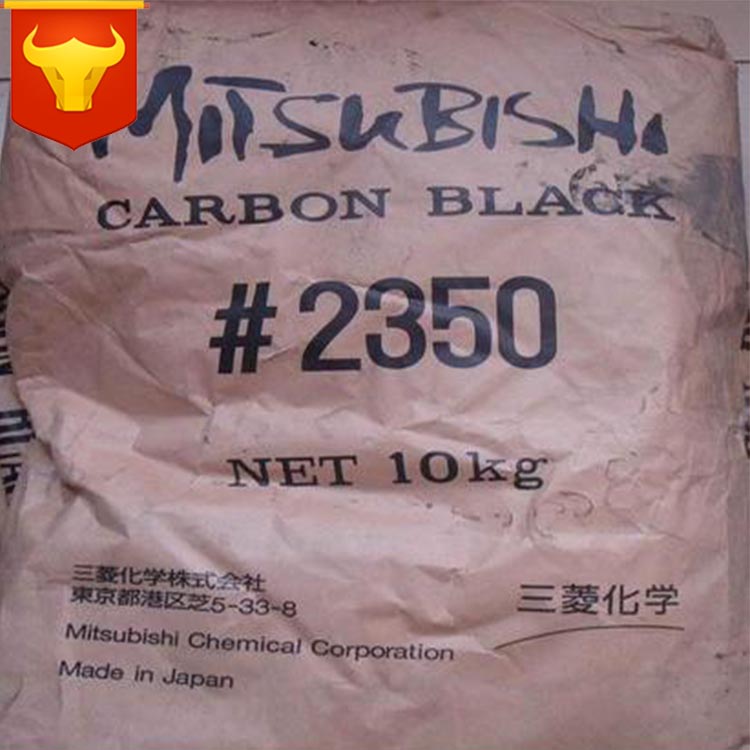 MITSUBISHI
CARBON BLACK
#2350
NET 10kg
三菱化学株式会社
東京都港区芝5-33-8
三菱化学
Mitsubishi Chemical Corporation
Made in Japan